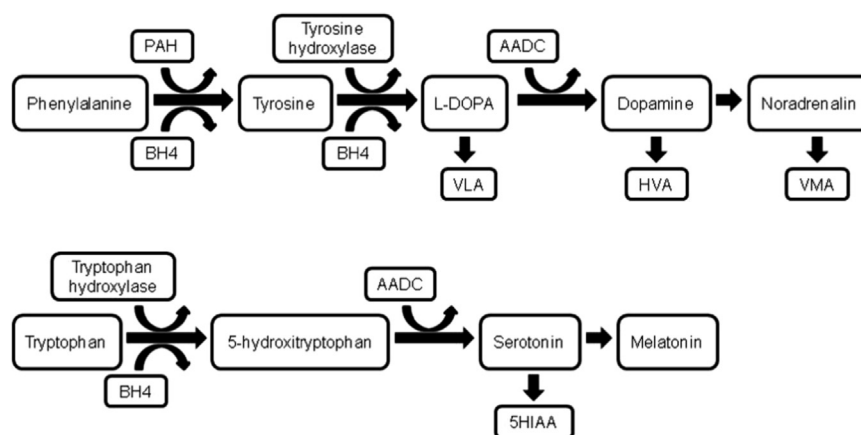 PAH
Tyrosine
hydroxylase
AADC
Phenylalanine
Tyrosine
L-DOPA
Dopamine
Noradrenalin
BH4
BH4
VLA
HVA
VMA
Tryptophan
hydroxylase
AADC
Tryptophan
5-hydroxitryptophan
Serotonin
Melatonin
BH4
5HIAA